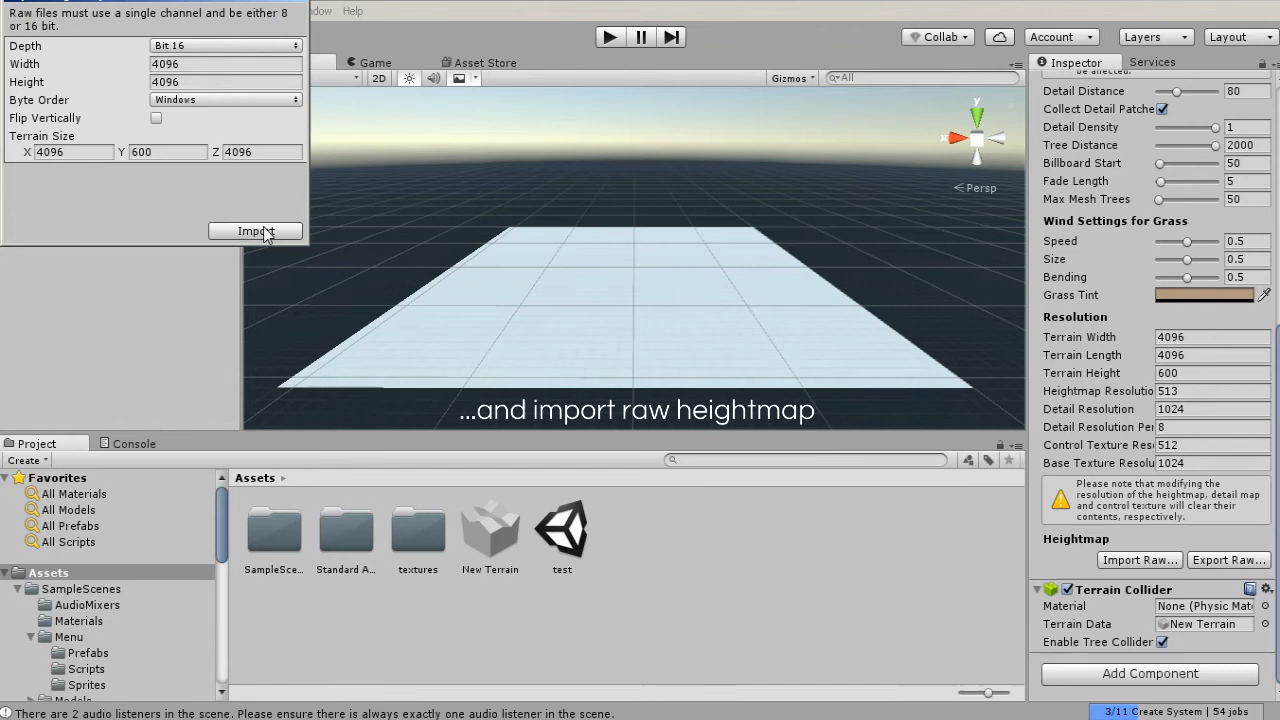 Window Help
Raw files must use a single channel and be either 8
or 16 bit.
Depth Bit 16
Width 4096
Height 4096
Byte Order Windows
Flip Vertically
Terrain Size
X 4096 Y 600 Z 4096
Import
Collab
Account
Layers
Layout
Game
Asset Store
2D
Gizmos
All
y
x
Persp
...and import raw heightmap
Inspector
Services
be affected.
Detail Distance 80
Collect Detail Patche
Detail Density 1
Tree Distance 2000
Billboard Start 50
Fade Length 5
Max Mesh Trees 50
Wind Settings for Grass
Speed 0.5
Size 0.5
Bending 0.5
Grass Tint
Resolution
Terrain Width 4096
Terrain Length 4096
Terrain Height 600
Heightmap Resolutio 513
Detail Resolution 1024
Detail Resolution Per 8
Control Texture Res 512
Base Texture Resolu 1024
Please note that modifying the
resolution of the heightmap, detail map
and control texture will clear their
contents, respectively.
Heightmap
Import Raw...
Export Raw...
Terrain Collider
Material None (Physic Mate
Terrain Data New Terrain
Enable Tree Collider
Add Component
Project
Console
Create
Favorites
All Materials
All Models
All Prefabs
All Scripts
Assets
SampleScenes
AudioMixers
Materials
Menu
Prefabs
Scripts
Sprites
Models
Assets
SampleSce...
Standard A...
textures
New Terrain
test
There are 2 audio listeners in the scene. Please ensure there is always exactly one audio listener in the scene.
3/11 Create System | 54 jobs